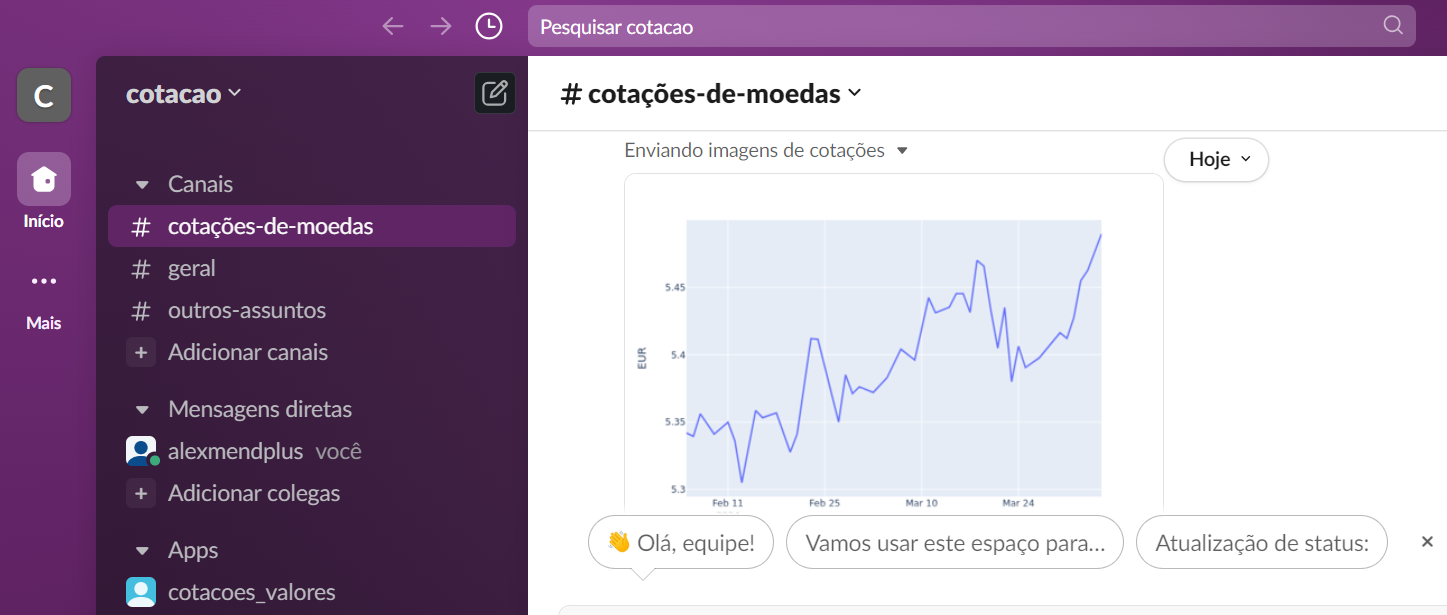 Pesquisar cotacao
C
Início
Mais
cotacao
Canais
# cotações-de-moedas
# geral
# outros-assuntos
+ Adicionar canais
Mensagens diretas
alexmendplus você
+ Adicionar colegas
Apps
cotacoes_valores
# cotações-de-moedas
Enviando imagens de cotações
Hoje
EUR
5.45
5.4
5.35
5.3
Feb 11
Feb 25
Mar 10
Mar 24
👋 Olá, equipe!
Vamos usar este espaço para...
Atualização de status: